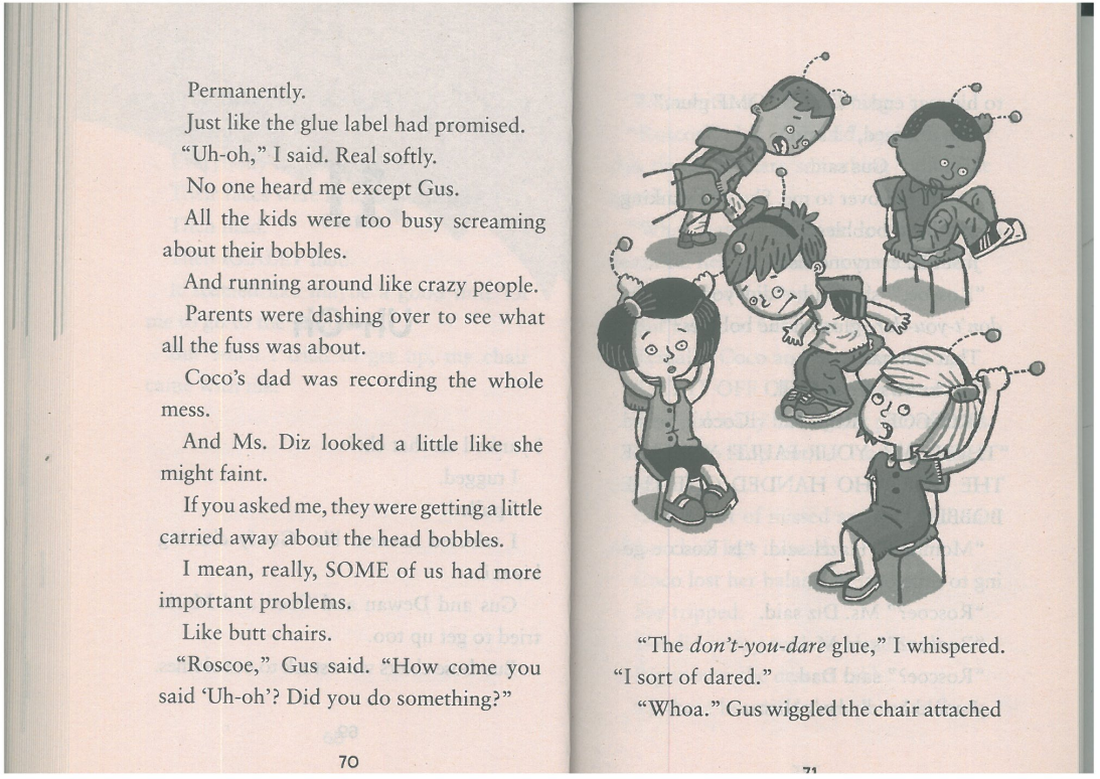 Permanently.
Just like the glue label had promised.
“Uh-oh,” I said. Real softly.
No one heard me except Gus.
All the kids were too busy screaming
about their bobbles.
And running around like crazy people.
Parents were dashing over to see what
all the fuss was about.
Coco’s dad was recording the whole
mess.
And Ms. Diz looked a little like she
might faint.
If you asked me, they were getting a little
carried away about the head bobbles.
I mean, really, SOME of us had more
important problems.
Like butt chairs.
“Roscoe,” Gus said. “How come you
said ‘Uh-oh’? Did you do something?”
70
“The don’t-you-dare glue,” I whispered.
“I sort of dared.”
“Whoa.” Gus wiggled the chair attached
71